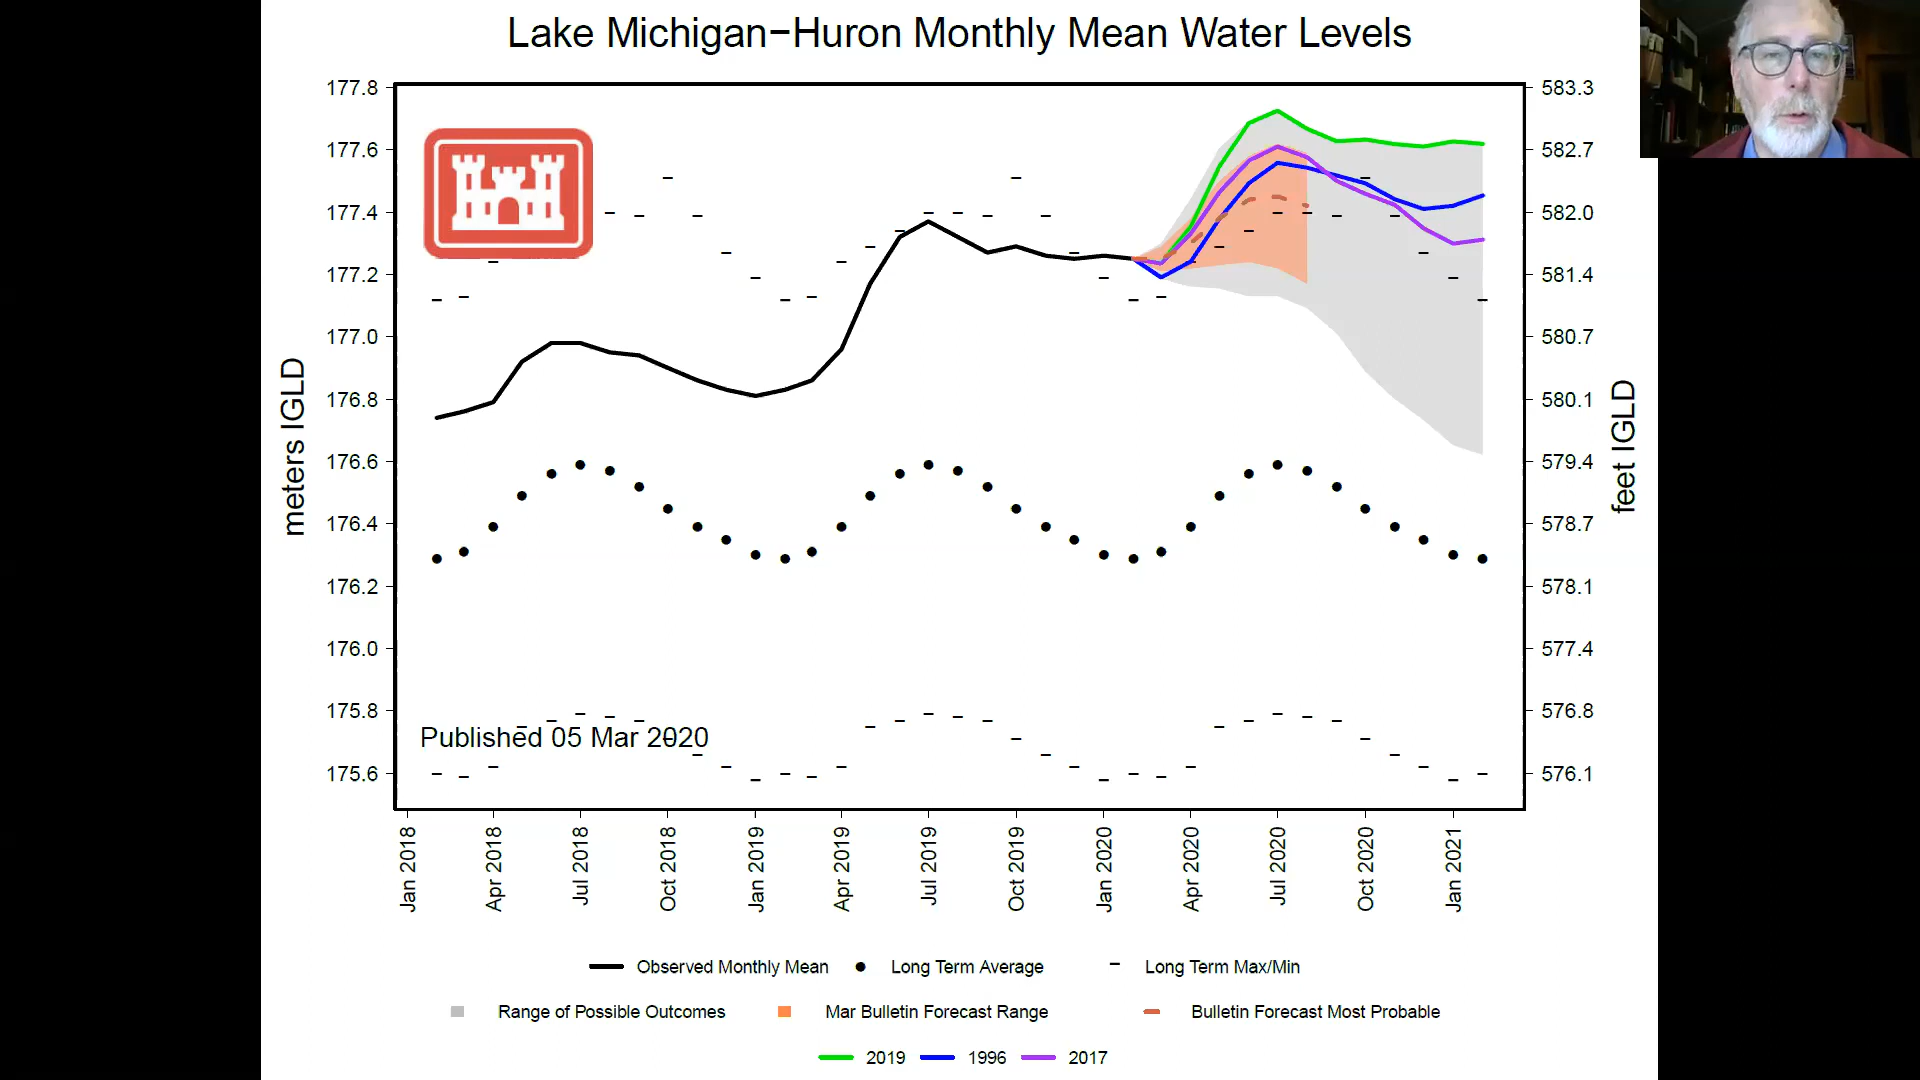 Lake Michigan−Huron Monthly Mean Water Levels
177.8
177.6
177.4
177.2
177.0
176.8
176.6
176.4
176.2
176.0
175.8
175.6
meters IGLD
583.3
582.7
582.0
581.4
580.7
580.1
579.4
578.7
578.1
577.4
576.8
576.1
feet IGLD
Published 05 Mar 2020
Jan 2018
Apr 2018
Jul 2018
Oct 2018
Jan 2019
Apr 2019
Jul 2019
Oct 2019
Jan 2020
Apr 2020
Jul 2020
Oct 2020
Jan 2021
Observed Monthly Mean
Long Term Average
Long Term Max/Min
Range of Possible Outcomes
Mar Bulletin Forecast Range
Bulletin Forecast Most Probable
2019
1996
2017